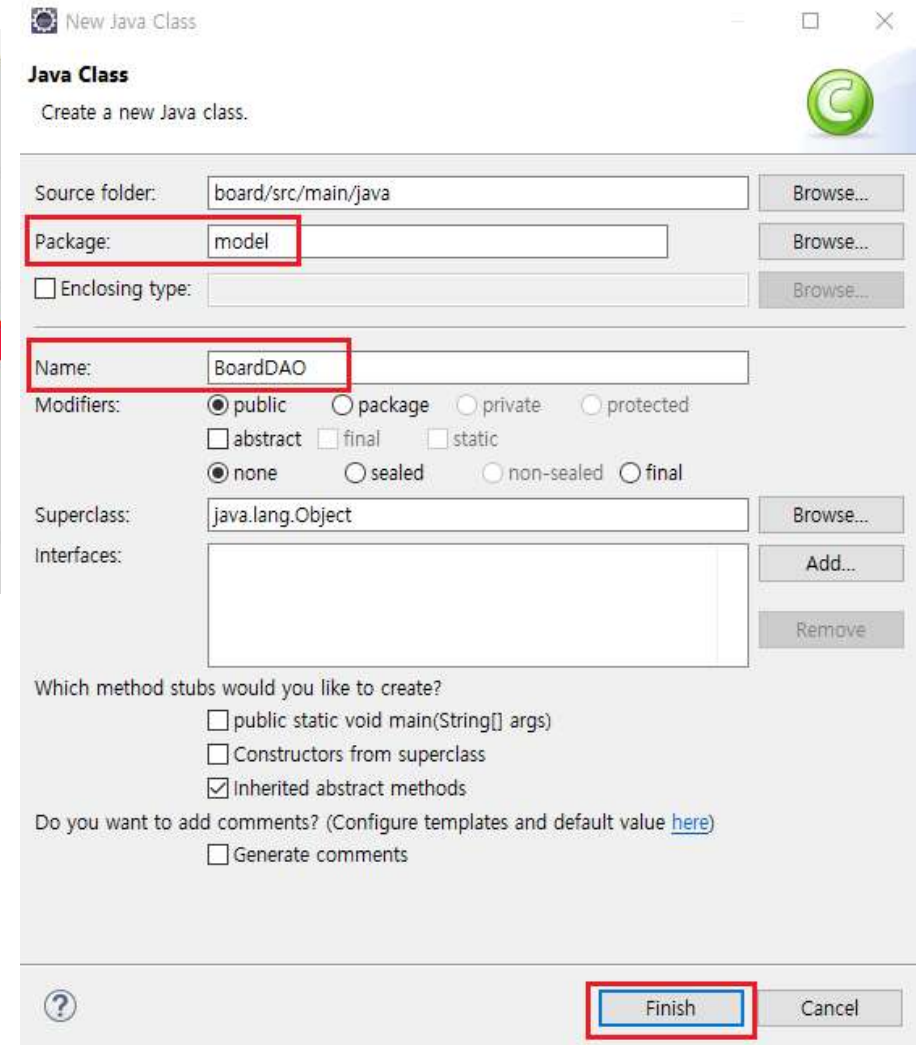 New Java Class
Java Class
Create a new Java class.
Source folder: board/src/main/java Browse...
Package: model Browse...
Enclosing type: Browse...
Name: BoardDAO
Modifiers: public package private protected
abstract final static
none sealed non-sealed final
Superclass: java.lang.Object Browse...
Interfaces: Add...
Remove
Which method stubs would you like to create?
public static void main(String[] args)
Constructors from superclass
Inherited abstract methods
Do you want to add comments? (Configure templates and default value here)
Generate comments
Finish Cancel